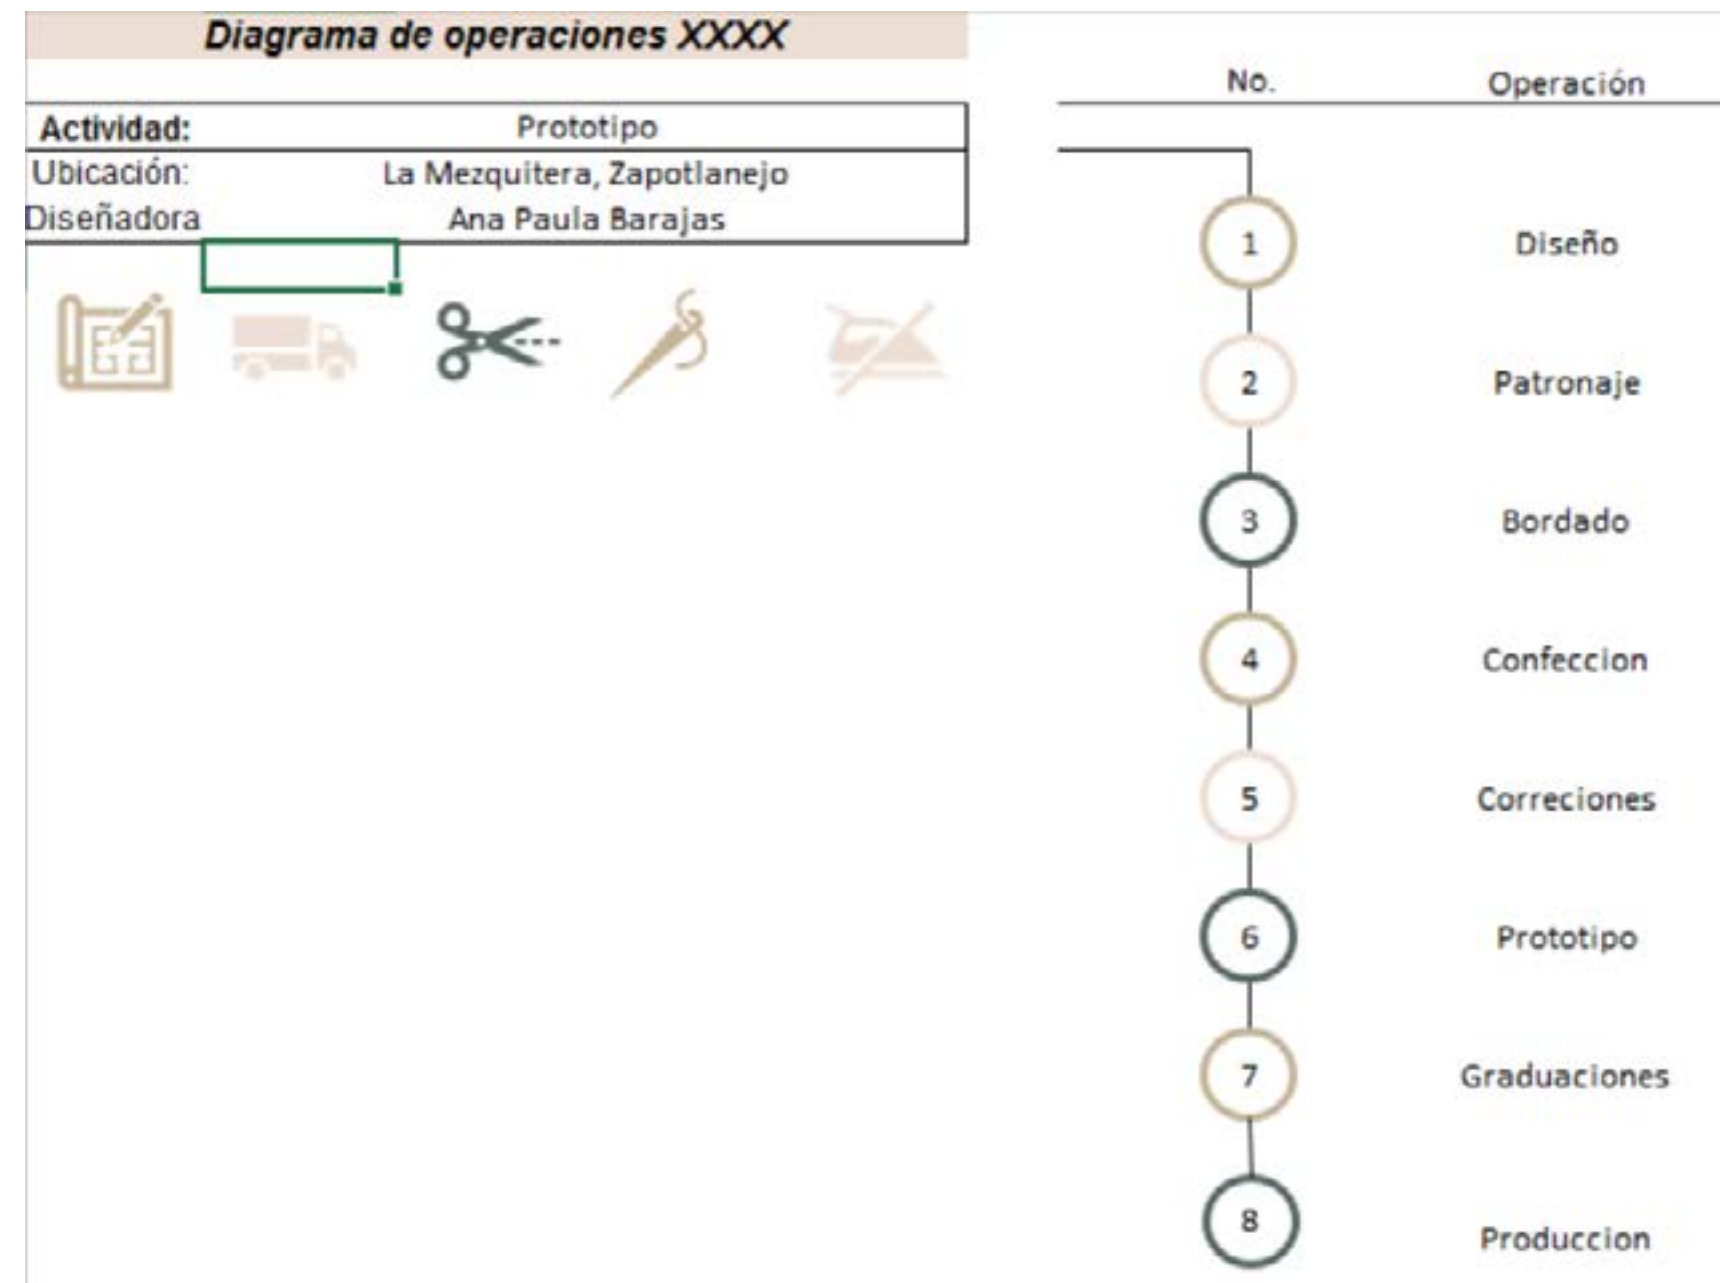 Diagrama de operaciones XXXX
Actividad: Prototipo
Ubicación: La Mezquitera, Zapotlanejo
Diseñadora Ana Paula Barajas
No. Operación
1 Diseño
2 Patronaje
3 Bordado
4 Confeccion
5 Correciones
6 Prototipo
7 Graduaciones
8 Produccion